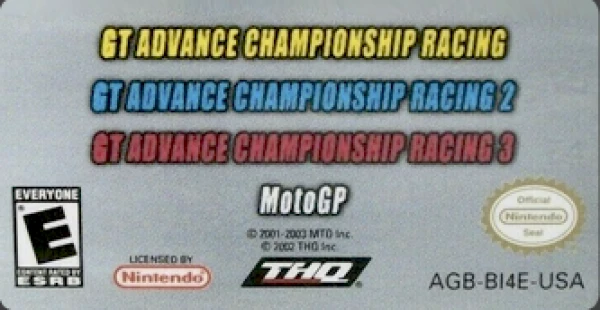 GT ADVANCE CHAMPIONSHIP RACING
GT ADVANCE CHAMPIONSHIP RACING 2
GT ADVANCE CHAMPIONSHIP RACING 3
MotoGP
© 2001-2003 MTO Inc.
© 2002 THQ Inc.
EVERYONE
E
CONTENT RATED BY
ESRB
LICENSED BY
Nintendo
THQ
Official
Nintendo
Seal
AGB-BI4E-USA